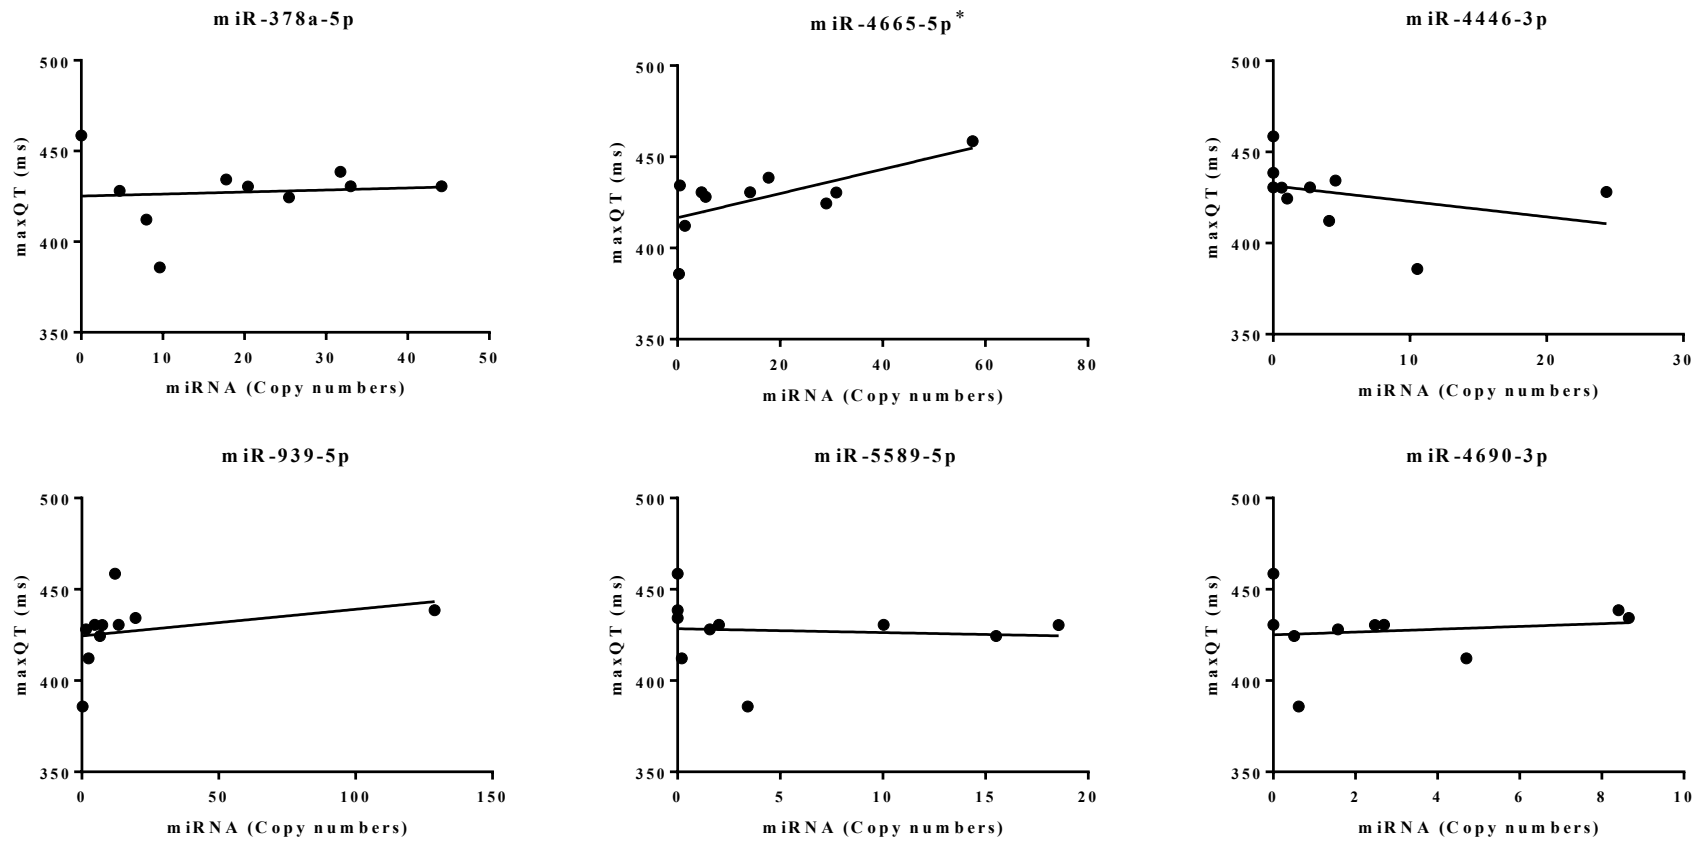 miR-378a-5p
500
450
400
350
maxQT (ms)
0 10 20 30 40 50
miRNA (Copy numbers)
miR-4665-5p*
500
450
400
350
maxQT (ms)
0 20 40 60 80
miRNA (Copy numbers)
miR-4446-3p
500
450
400
350
maxQT (ms)
0 10 20 30
miRNA (Copy numbers)
miR-939-5p
500
450
400
350
maxQT (ms)
0 50 100 150
miRNA (Copy numbers)
miR-5589-5p
500
450
400
350
maxQT (ms)
0 5 10 15 20
miRNA (Copy numbers)
miR-4690-3p
500
450
400
350
maxQT (ms)
0 2 4 6 8 10
miRNA (Copy numbers)